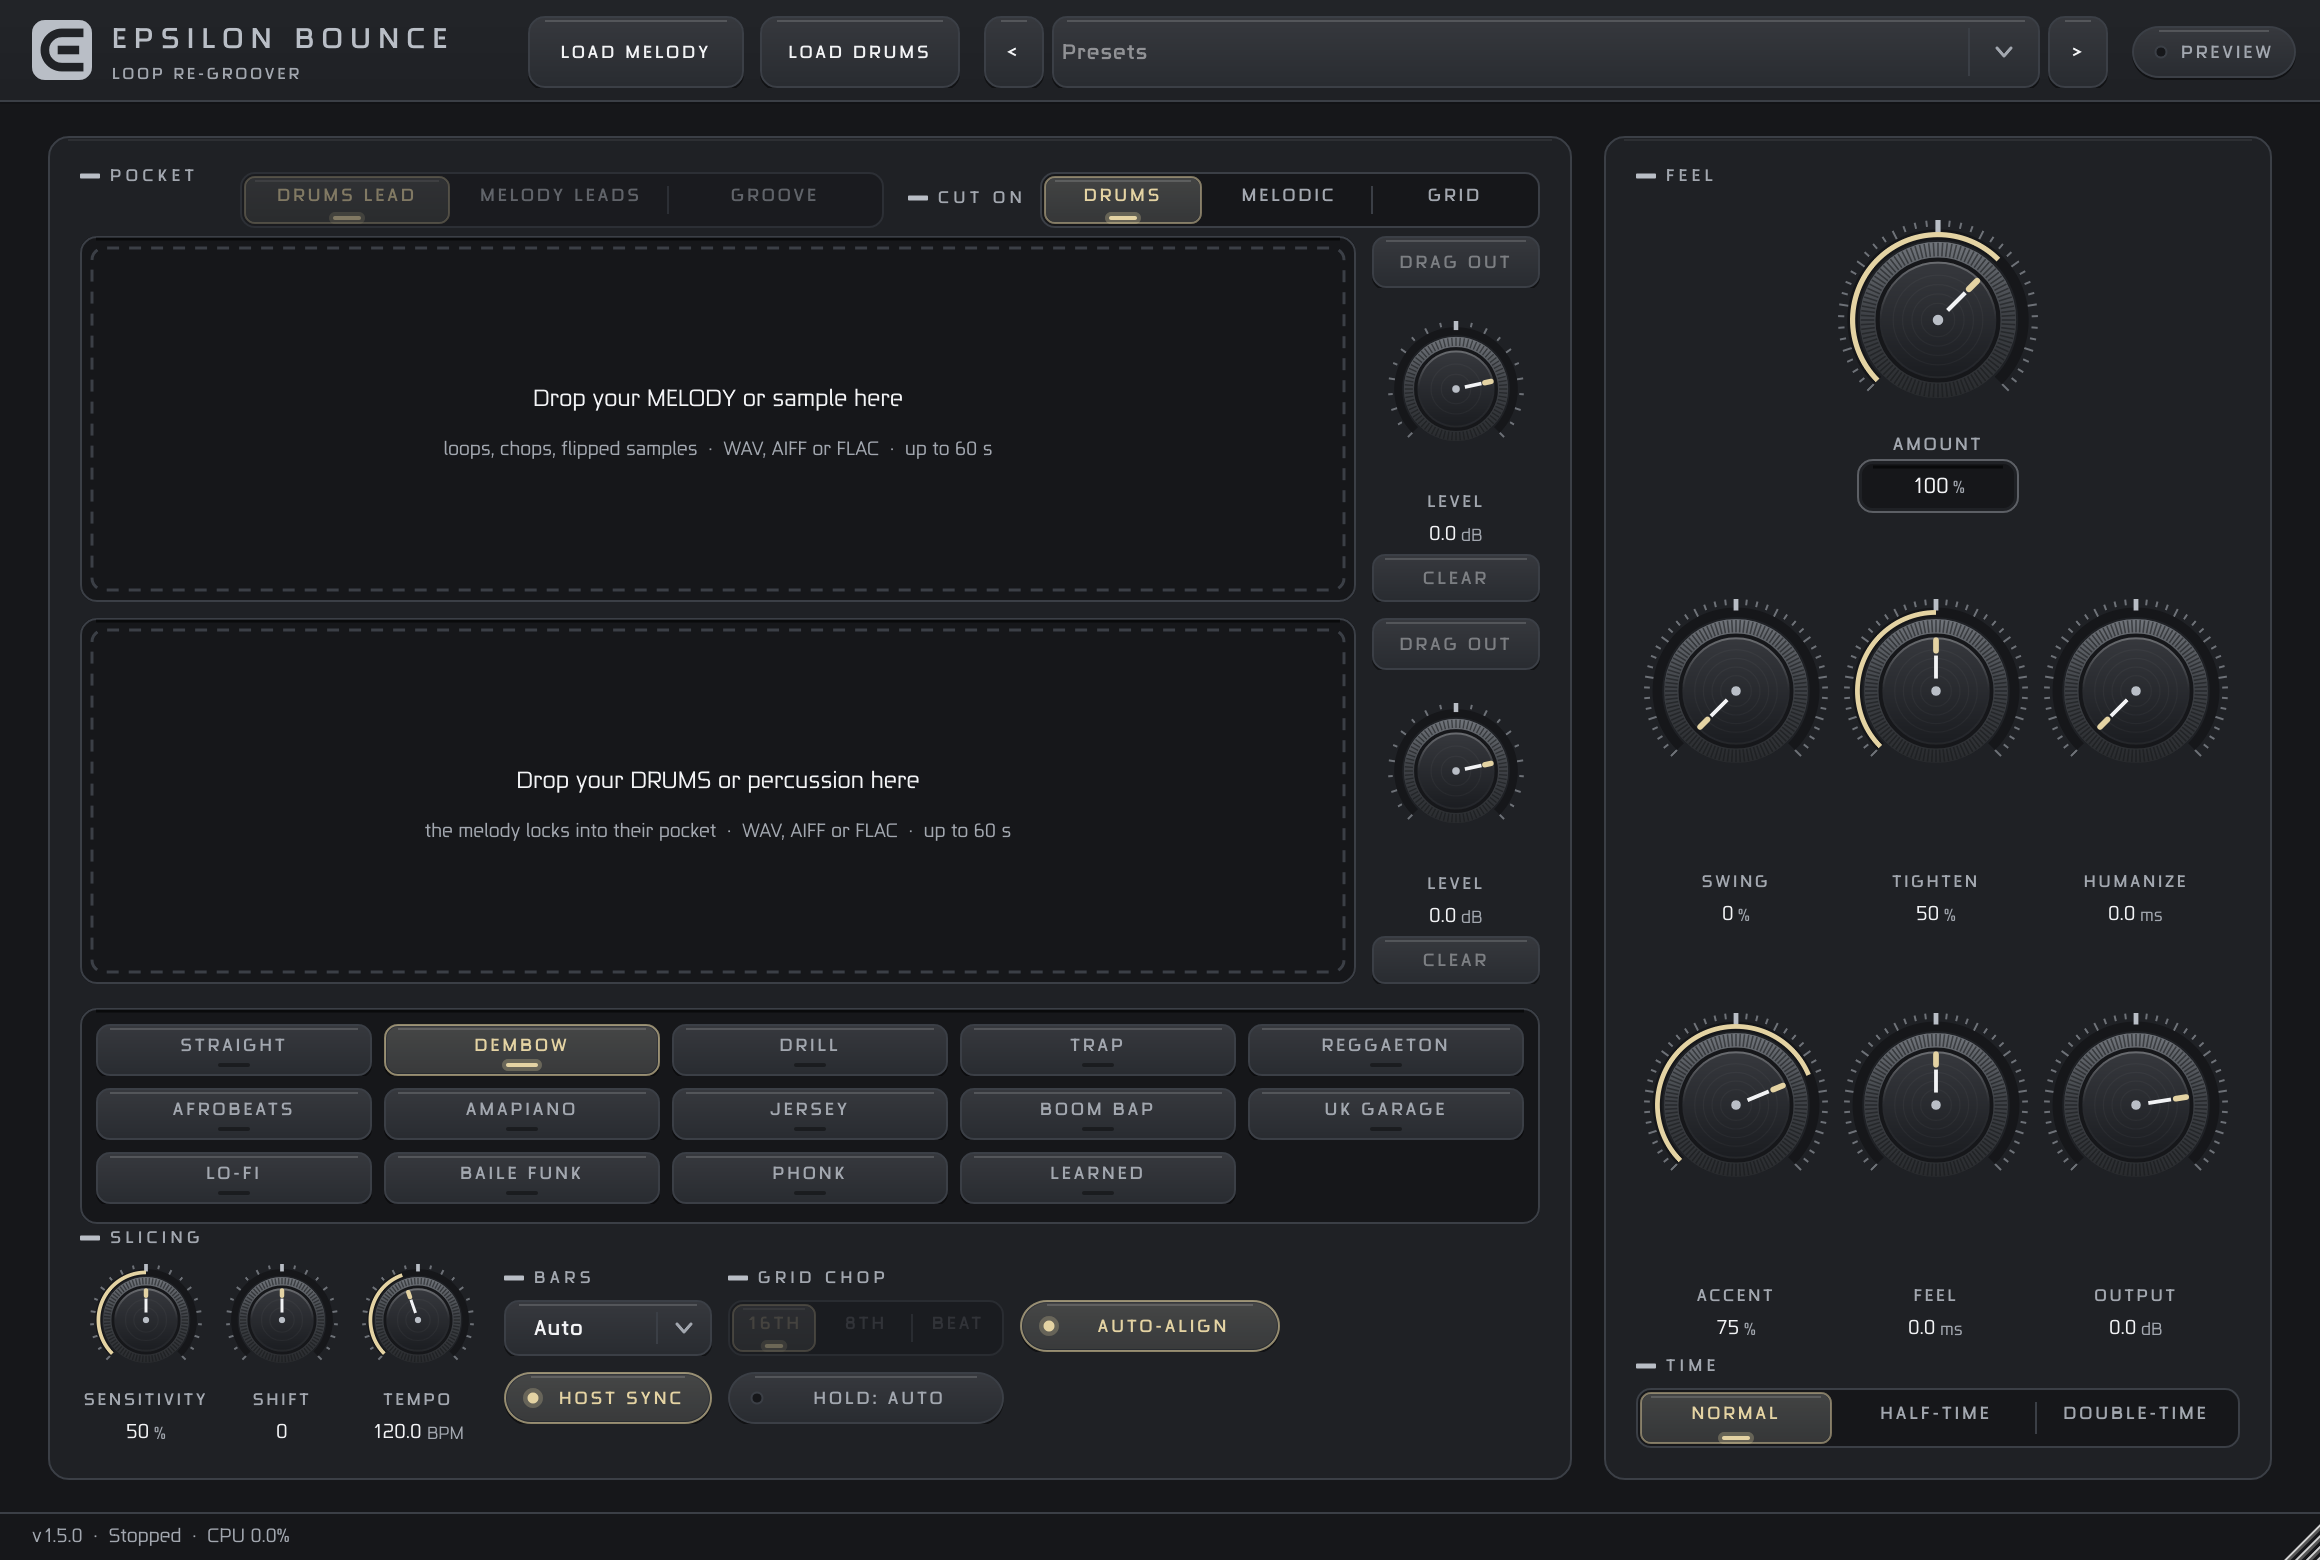 EPSILON BOUNCE
LOOP RE-GROOVER
LOAD MELODY
LOAD DRUMS
<
Presets
>
PREVIEW
POCKET
DRUMS LEAD
MELODY LEADS
GROOVE
CUT ON
DRUMS
MELODIC
GRID
Drop your MELODY or sample here
loops, chops, flipped samples · WAV, AIFF or FLAC · up to 60 s
DRAG OUT
LEVEL
0.0 dB
CLEAR
Drop your DRUMS or percussion here
the melody locks into their pocket · WAV, AIFF or FLAC · up to 60 s
DRAG OUT
LEVEL
0.0 dB
CLEAR
STRAIGHT
DEMBOW
DRILL
TRAP
REGGAETON
AFROBEATS
AMAPIANO
JERSEY
BOOM BAP
UK GARAGE
LO-FI
BAILE FUNK
PHONK
LEARNED
SLICING
SENSITIVITY
50 %
SHIFT
0
TEMPO
120.0 BPM
BARS
Auto
HOST SYNC
GRID CHOP
16TH
8TH
BEAT
HOLD: AUTO
AUTO-ALIGN
FEEL
AMOUNT
100 %
SWING
0 %
TIGHTEN
50 %
HUMANIZE
0.0 ms
ACCENT
75 %
FEEL
0.0 ms
OUTPUT
0.0 dB
TIME
NORMAL
HALF-TIME
DOUBLE-TIME
v1.5.0 · Stopped · CPU 0.0%